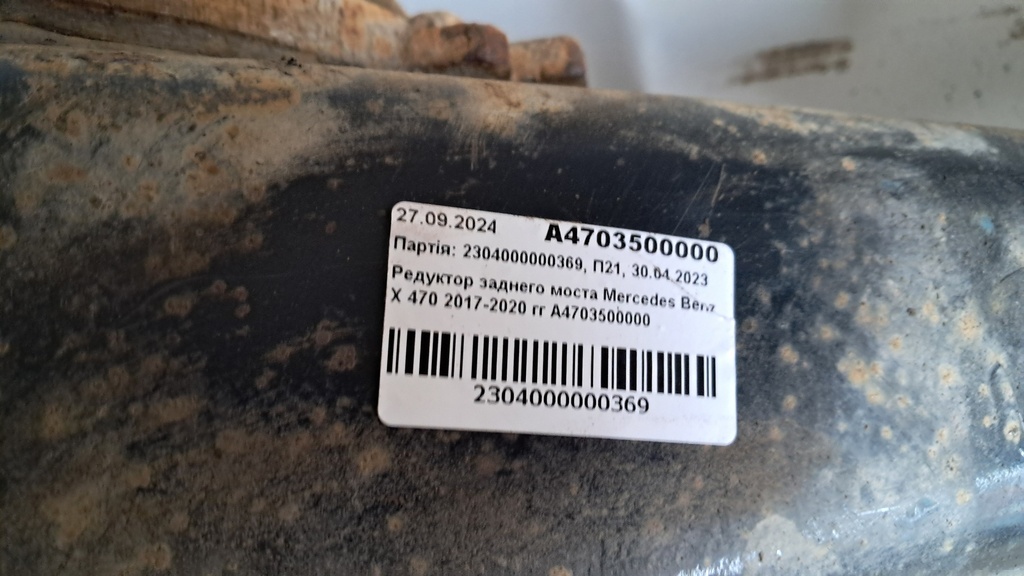 27.09.2024 A4703500000
Партія: 2304000000369, П21, 30.04.2023
Редуктор заднего моста Mercedes Benz
X 470 2017-2020 гг A4703500000
2304000000369